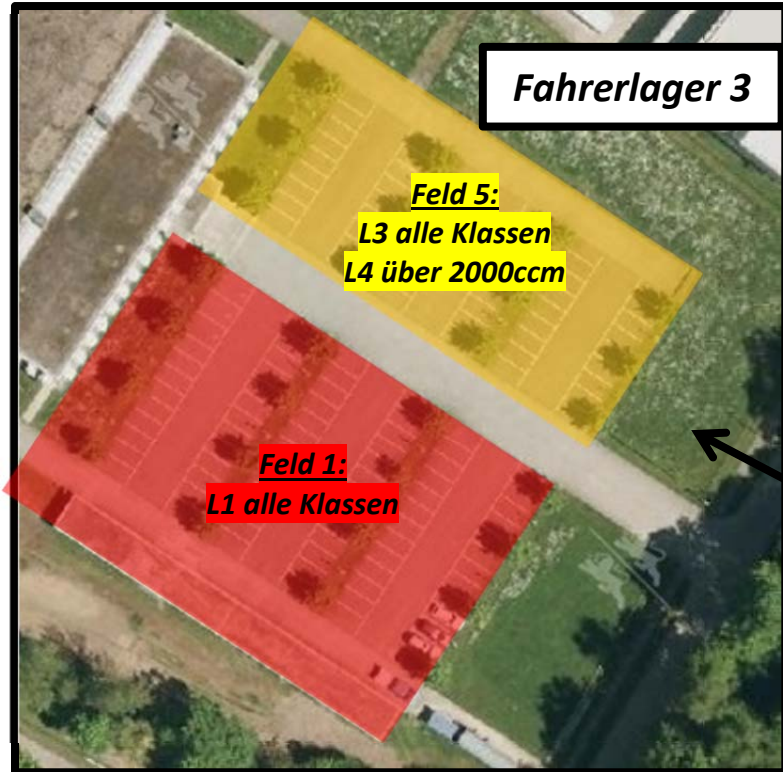 Fahrerlager 3
Feld 5:
L3 alle Klassen
L4 über 2000ccm
Feld 1:
L1 alle Klassen